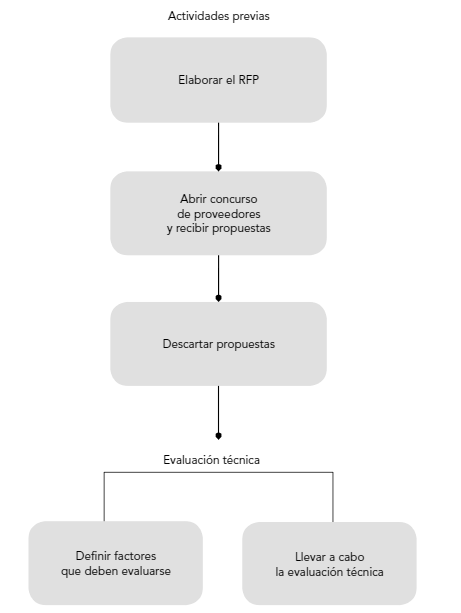 Actividades previas
Elaborar el RFP
Abrir concurso
de proveedores
y recibir propuestas
Descartar propuestas
Evaluación técnica
Definir factores
que deben evaluarse
Llevar a cabo
la evaluación técnica